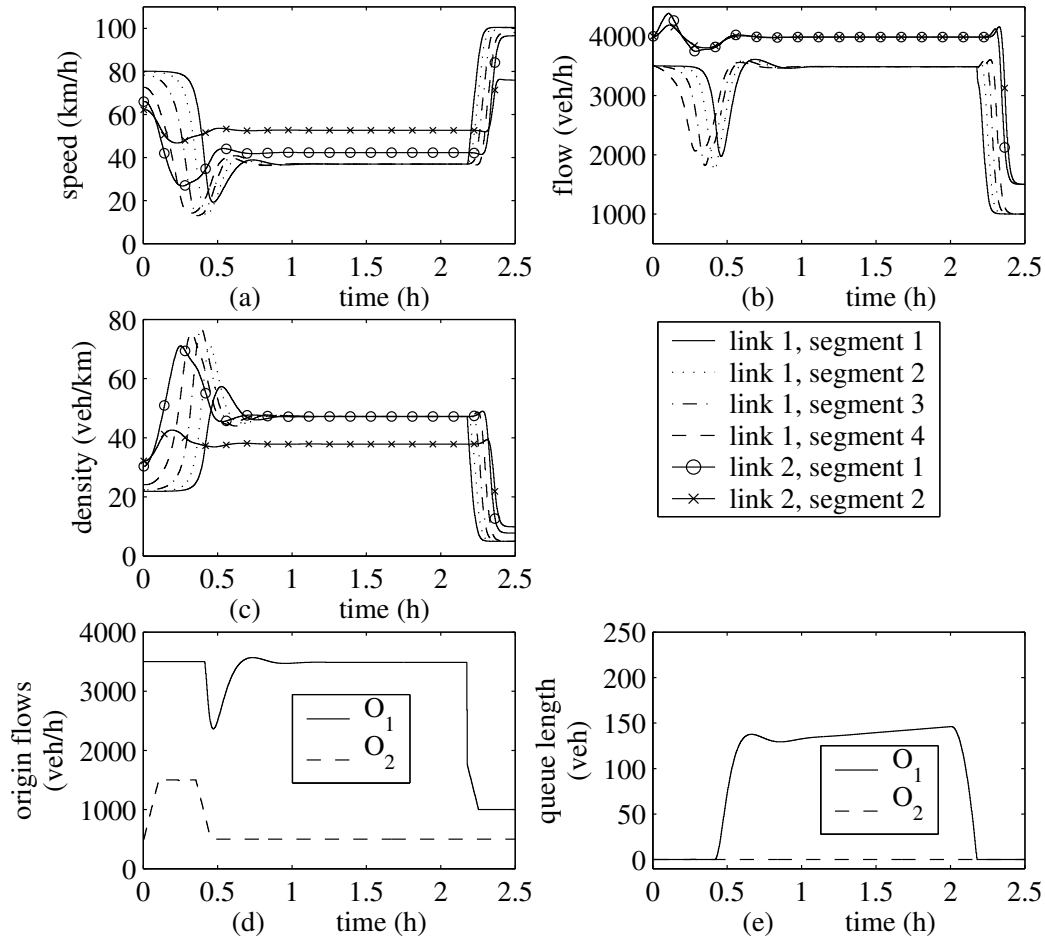 speed (km/h)
100
80
60
40
20
0
0 0.5 1 1.5 2 2.5
(a) time (h)
flow (veh/h)
4000
3000
2000
1000
0 0.5 1 1.5 2 2.5
(b) time (h)
density (veh/km)
80
60
40
20
0
0 0.5 1 1.5 2 2.5
(c) time (h)
link 1, segment 1
link 1, segment 2
link 1, segment 3
link 1, segment 4
link 2, segment 1
link 2, segment 2
origin flows
(veh/h)
4000
3000
2000
1000
0
O1
O2
0 0.5 1 1.5 2 2.5
(d) time (h)
queue length
(veh)
250
200
150
100
50
0
O1
O2
0 0.5 1 1.5 2 2.5
(e) time (h)